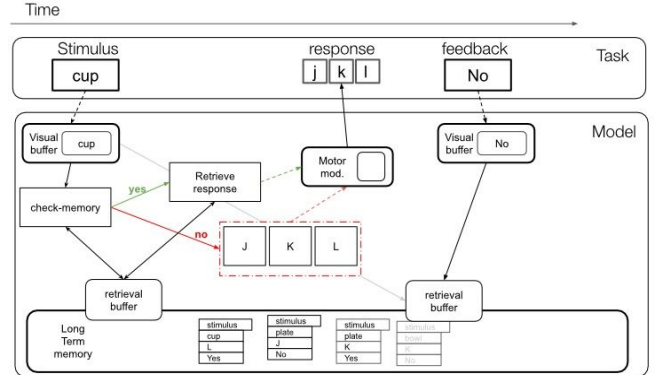 Time
Stimulus
cup
response
j k l
feedback
No
Task
Model
Visual
buffer
cup
Visual
buffer
No
Motor
mod.
Retrieve
response
yes
check-memory
no
J K L
retrieval
buffer
retrieval
buffer
Long
Term
memory
stimulus
cup
L
Yes
stimulus
plate
J
No
stimulus
plate
K
Yes
stimulus
bowl
K
No